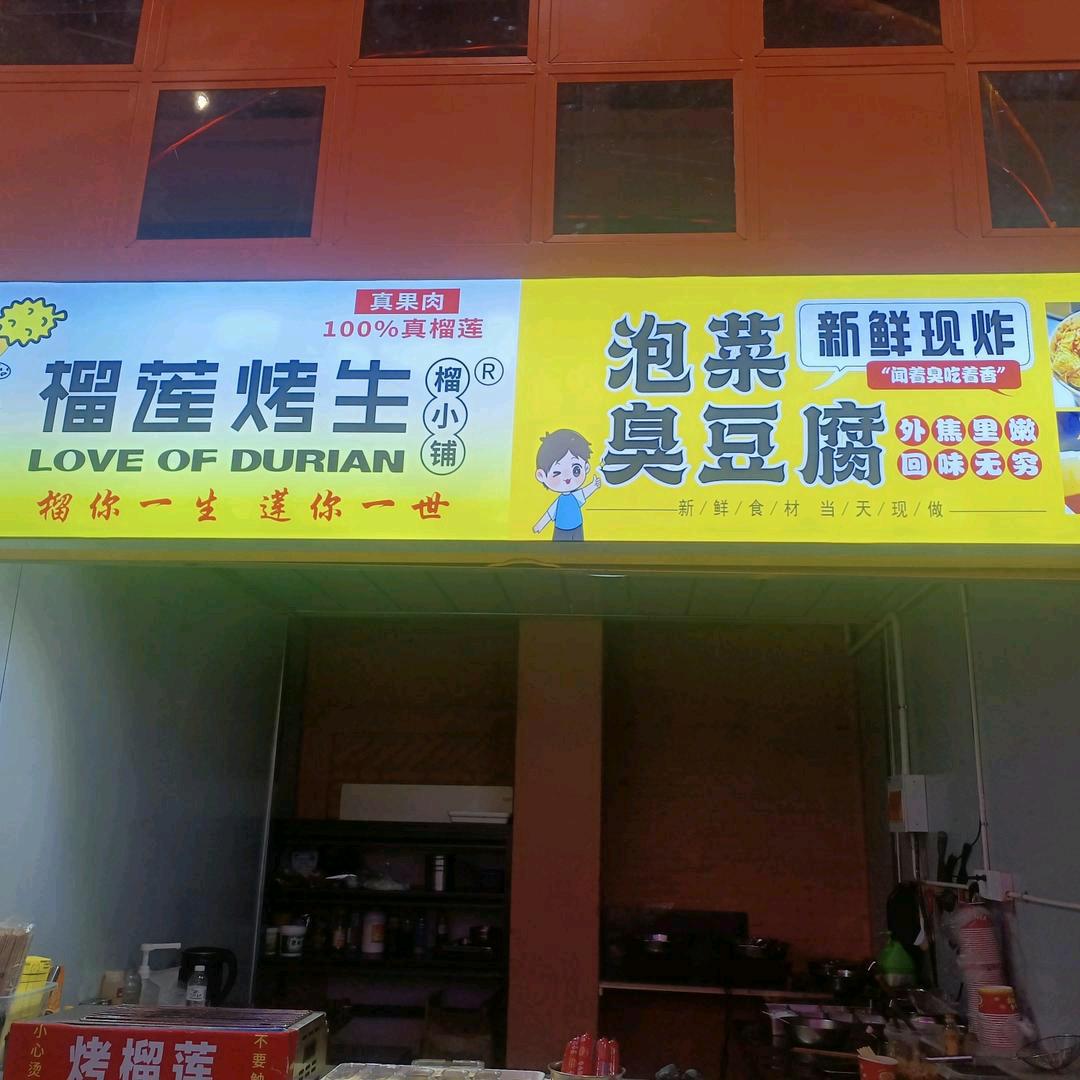 真果肉
100%真榴莲
榴莲烤生
榴小铺
®
LOVE OF DURIAN
榴你一生 莲你一世
泡菜
臭豆腐
新鲜现炸
“闻着臭吃着香”
外焦里嫩
回味无穷
新/鲜/食/材 当/天/现/做
小心烫
烤榴莲
不要触